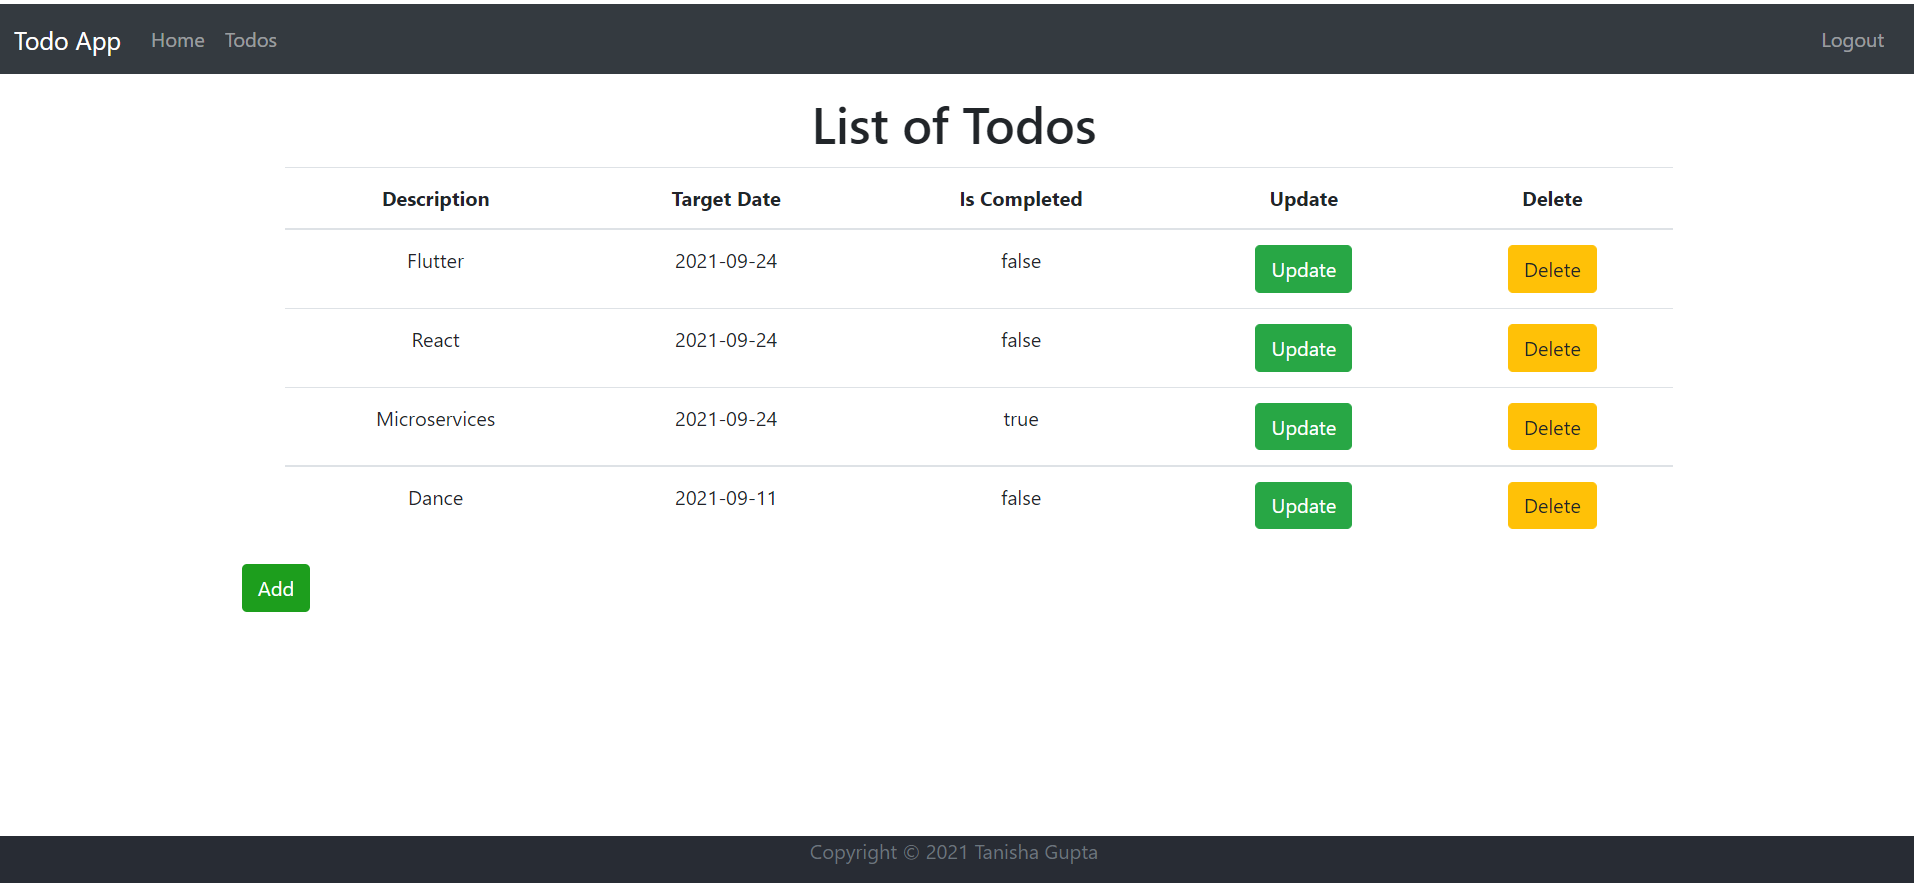 Todo App Home Todos Logout
List of Todos
Description Target Date Is Completed Update Delete
Flutter 2021-09-24 false Update Delete
React 2021-09-24 false Update Delete
Microservices 2021-09-24 true Update Delete
Dance 2021-09-11 false Update Delete
Add
Copyright © 2021 Tanisha Gupta